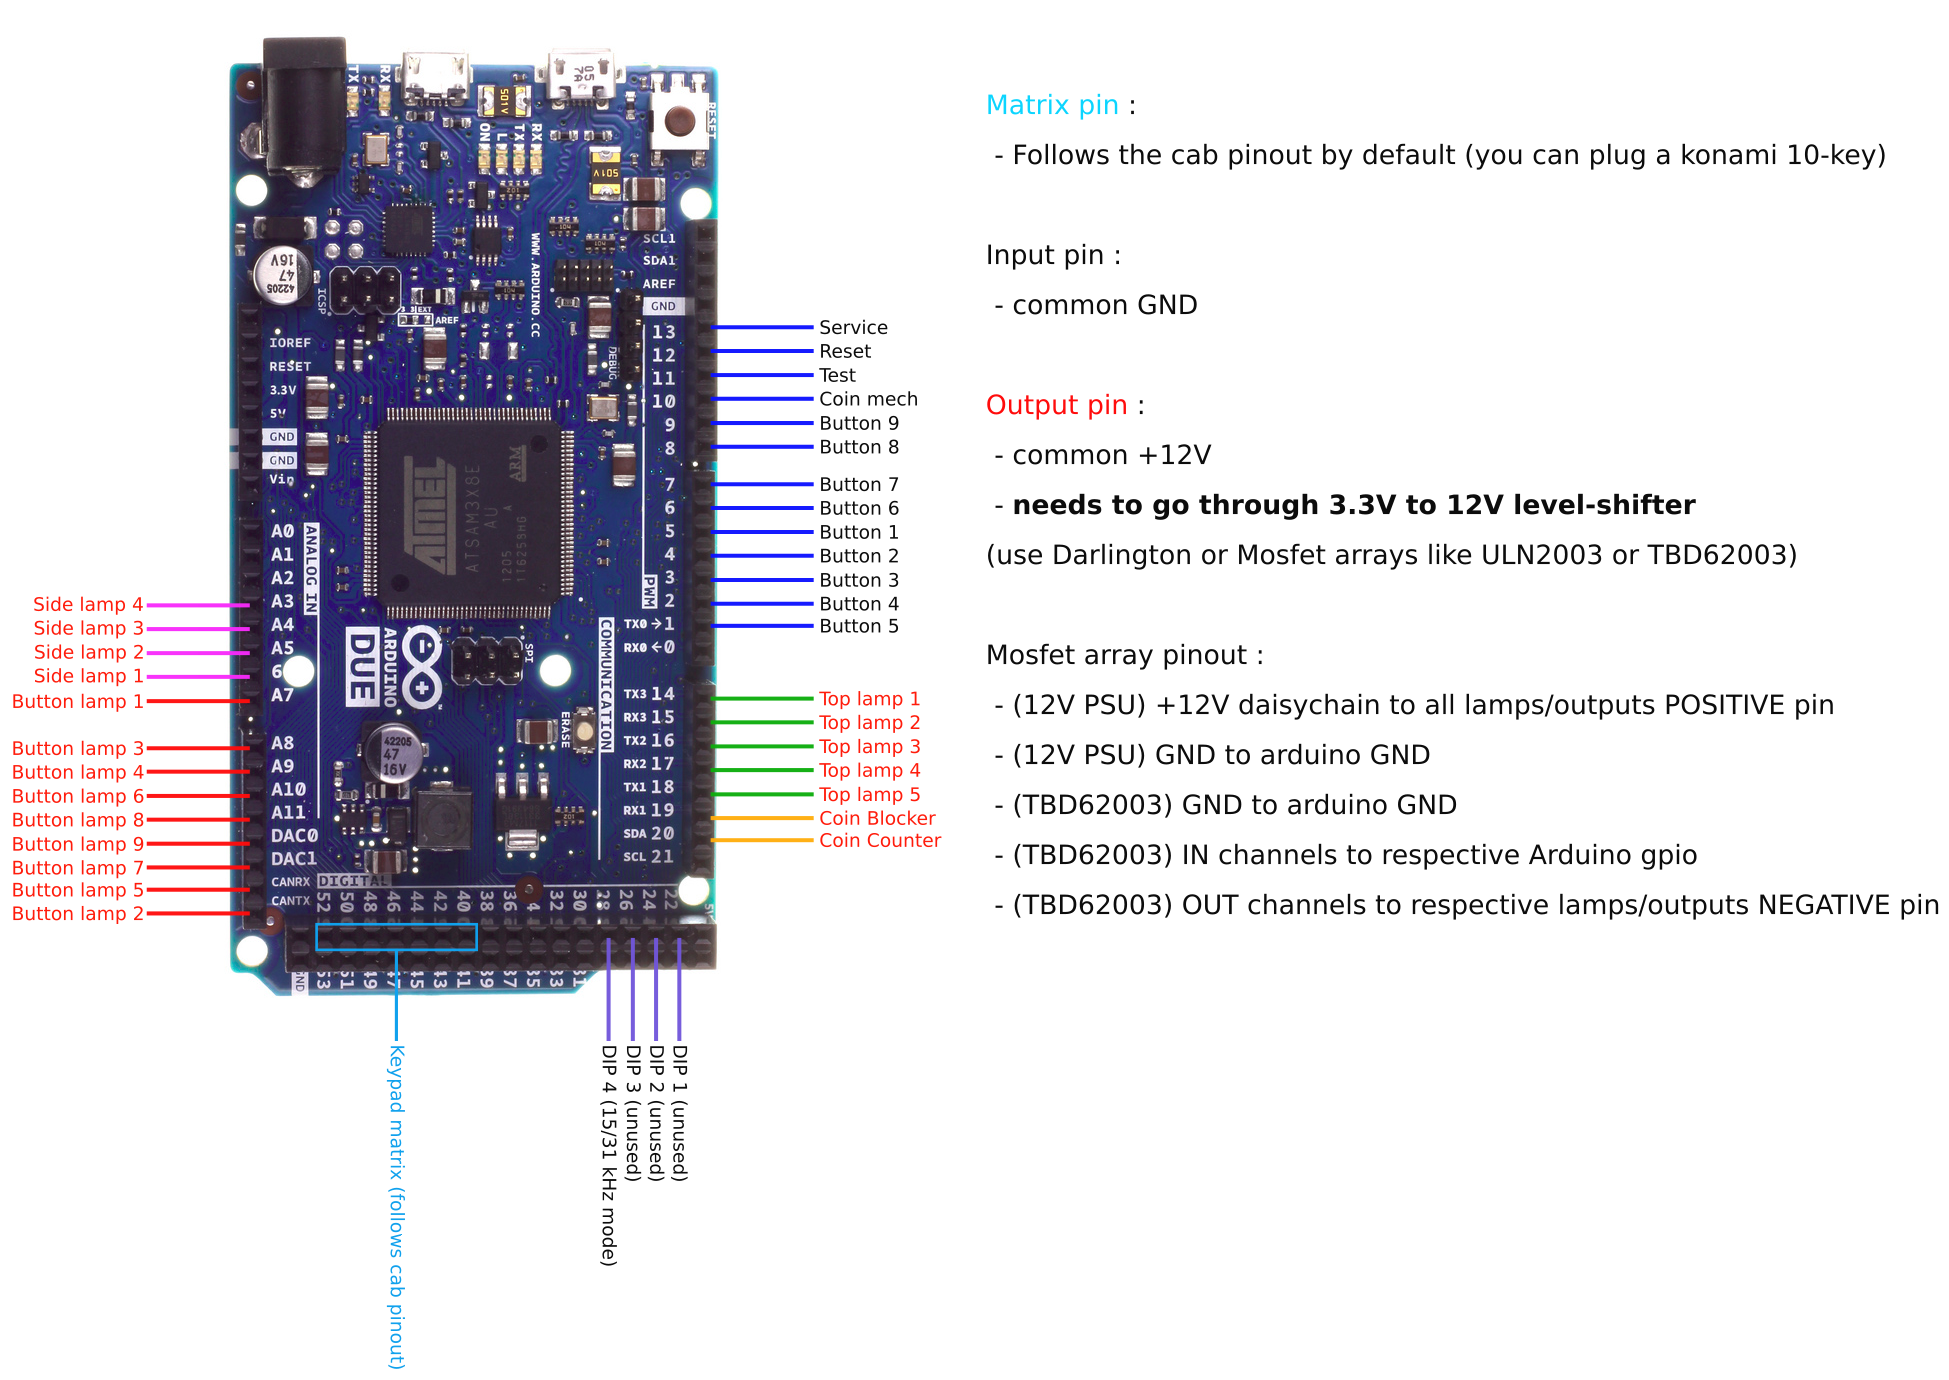 TX
RX
RESET
ON
L
TX
RX
501V
501V
05
7A
WWW.ARDUINO.CC
16V
47
42205
ICSP
AREF
SCL1
SDA1
AREF
GND
13
12
11
10
9
8
7
6
5
4
3
2
TX0→1
RX0←0
TX3 14
RX3 15
TX2 16
RX2 17
TX1 18
RX1 19
SDA 20
SCL 21
DEBUG
PWM
COMMUNICATION
IOREF
RESET
3.3V
5V
GND
GND
Vin
A0
A1
A2
A3
A4
A5
6
A7
A8
A9
A10
A11
DAC0
DAC1
CANRX
CANTX
ANALOG IN
ATMEL
ARM
ATSAM3X8E
AU
1205 A
ARDUINO
DUE
SPI
ERASE
42205
47
16V
DIGITAL
52 50 48 46 44 42 40 38 36 34 32 30 28 26 24 22
GND 53 51 49 47 45 43 41 39 37 35 33 31
Service
Reset
Test
Coin mech
Button 9
Button 8
Button 7
Button 6
Button 1
Button 2
Button 3
Button 4
Button 5
Top lamp 1
Top lamp 2
Top lamp 3
Top lamp 4
Top lamp 5
Coin Blocker
Coin Counter
Side lamp 4
Side lamp 3
Side lamp 2
Side lamp 1
Button lamp 1
Button lamp 3
Button lamp 4
Button lamp 6
Button lamp 8
Button lamp 9
Button lamp 7
Button lamp 5
Button lamp 2
Keypad matrix (follows cab pinout)
DIP 4 (15/31 kHz mode)
DIP 3 (unused)
DIP 2 (unused)
DIP 1 (unused)
Matrix pin :
- Follows the cab pinout by default (you can plug a konami 10-key)
Input pin :
- common GND
Output pin :
- common +12V
- needs to go through 3.3V to 12V level-shifter
(use Darlington or Mosfet arrays like ULN2003 or TBD62003)
Mosfet array pinout :
- (12V PSU) +12V daisychain to all lamps/outputs POSITIVE pin
- (12V PSU) GND to arduino GND
- (TBD62003) GND to arduino GND
- (TBD62003) IN channels to respective Arduino gpio
- (TBD62003) OUT channels to respective lamps/outputs NEGATIVE pin